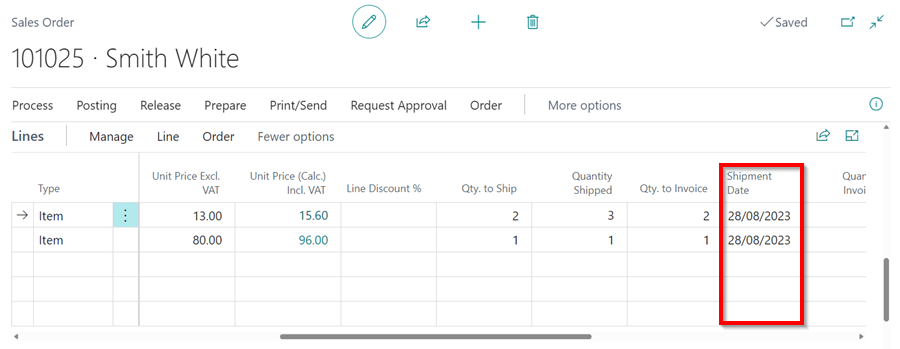 Sales Order
Saved
101025 · Smith White
Process Posting Release Prepare Print/Send Request Approval Order More options
Lines Manage Line Order Fewer options
Type Unit Price Excl. VAT Unit Price (Calc.) Incl. VAT Line Discount % Qty. to Ship Quantity Shipped Qty. to Invoice Shipment Date Quan Invoi
Item 13.00 15.60 2 3 2 28/08/2023
Item 80.00 96.00 1 1 1 28/08/2023